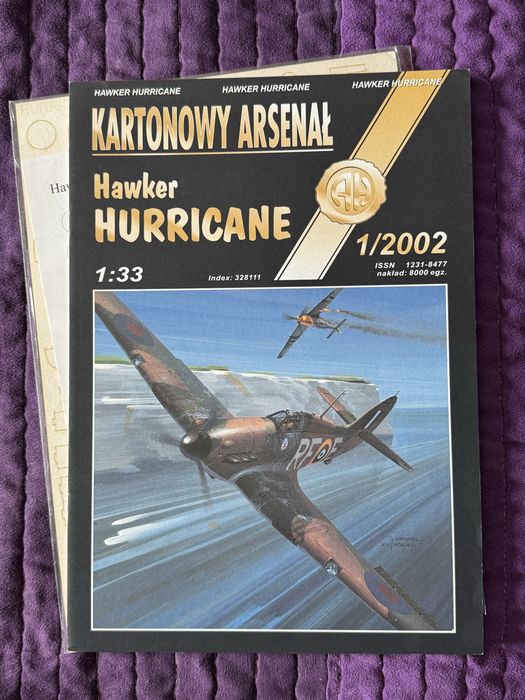 HAWKER HURRICANE HAWKER HURRICANE HAWKER HURRICANE
KARTONOWY ARSENAŁ
Hawker
HURRICANE
1/2002
ISSN 1231-8477
nakład: 8000 egz.
1:33
Index: 328111
RF E
Haw